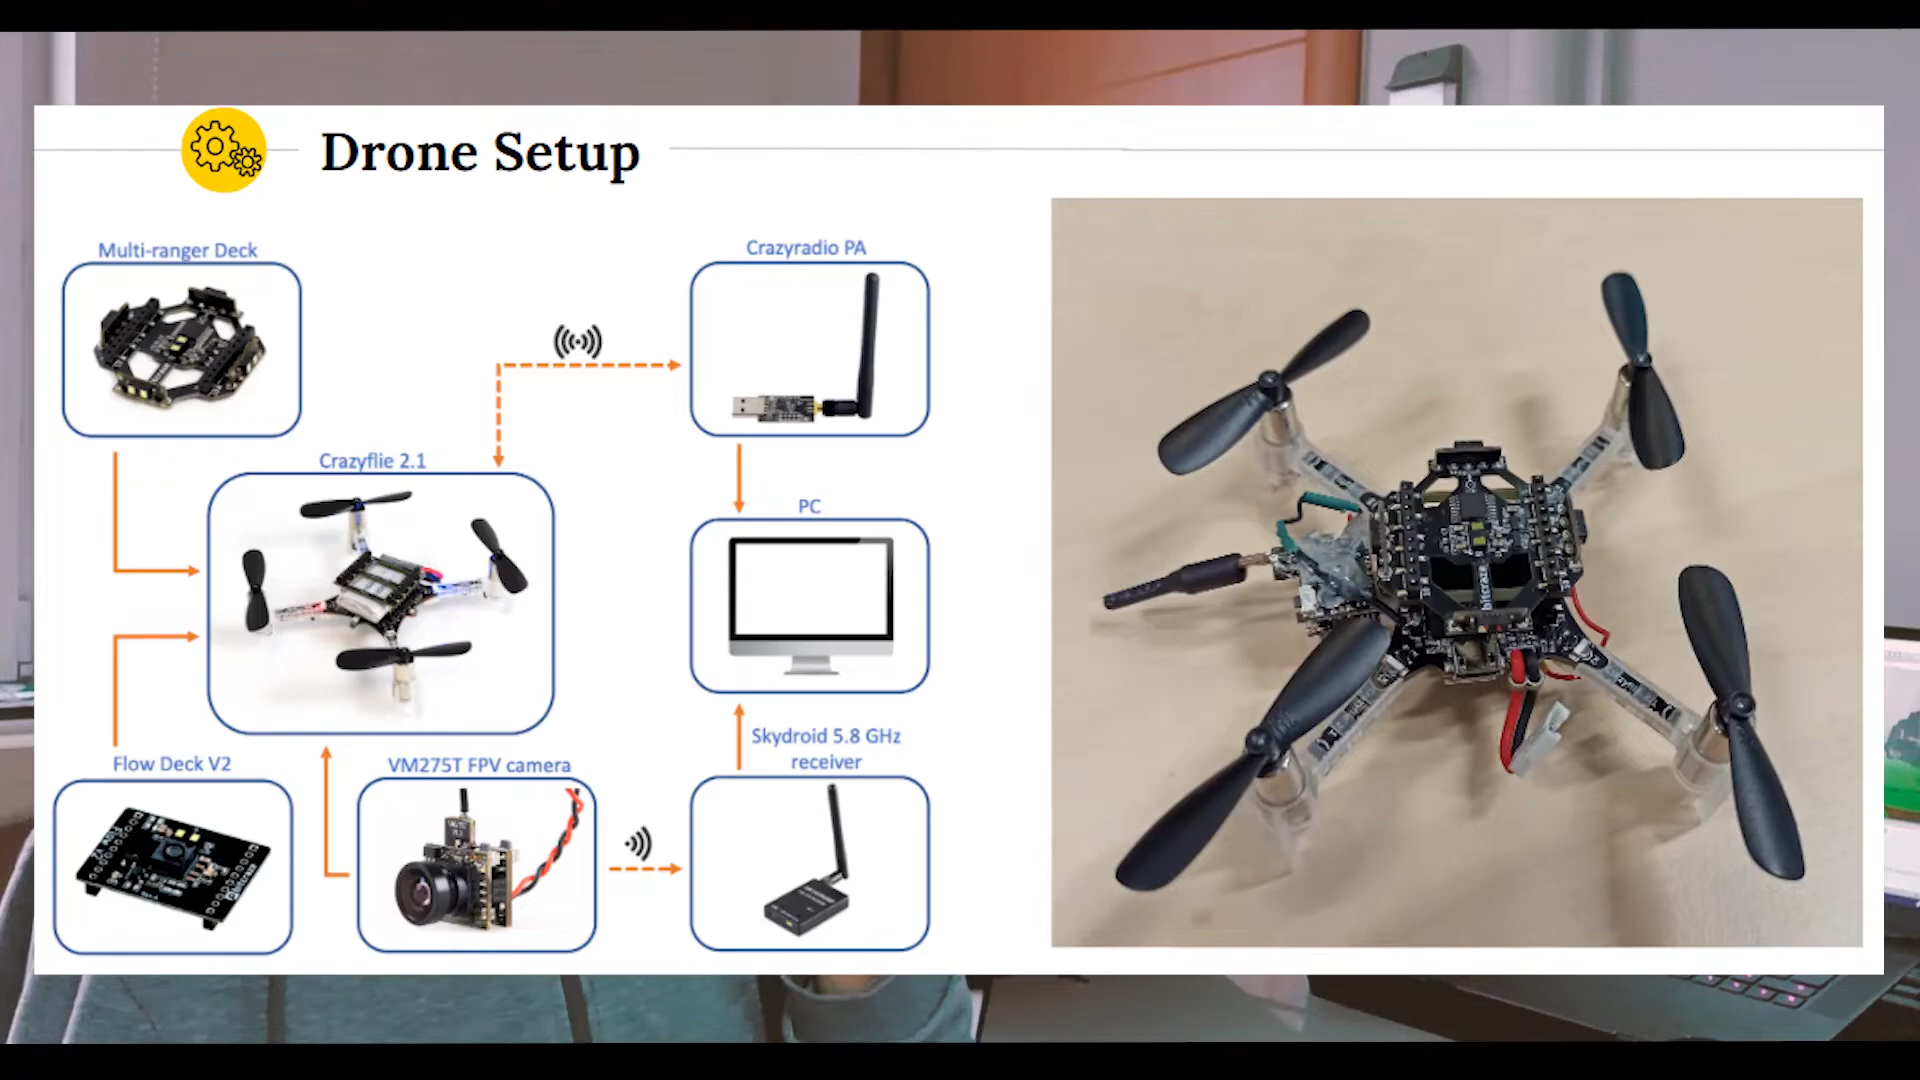 Drone Setup
Multi-ranger Deck
Crazyradio PA
Crazyflie 2.1
PC
Skydroid 5.8 GHz
receiver
Flow Deck V2
VM275T FPV camera
bitcraze